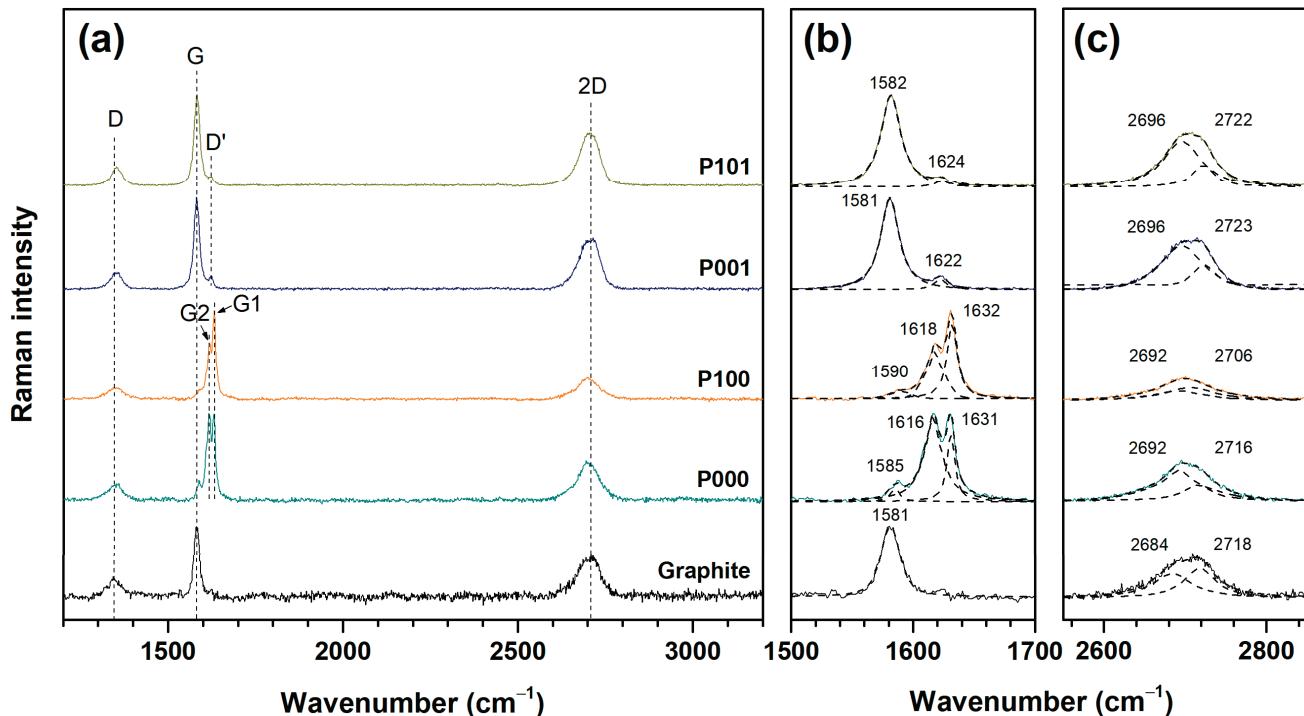 (a)
D
G
D'
2D
P101
P001
G2
G1
P100
P000
Graphite
1500
2000
2500
3000
Wavenumber (cm⁻¹)
Raman intensity
(b)
1582
1624
1581
1622
1590
1618
1632
1585
1616
1631
1581
1500
1600
1700
(c)
2696
2722
2696
2723
2692
2706
2692
2716
2684
2718
2600
2800
Wavenumber (cm⁻¹)